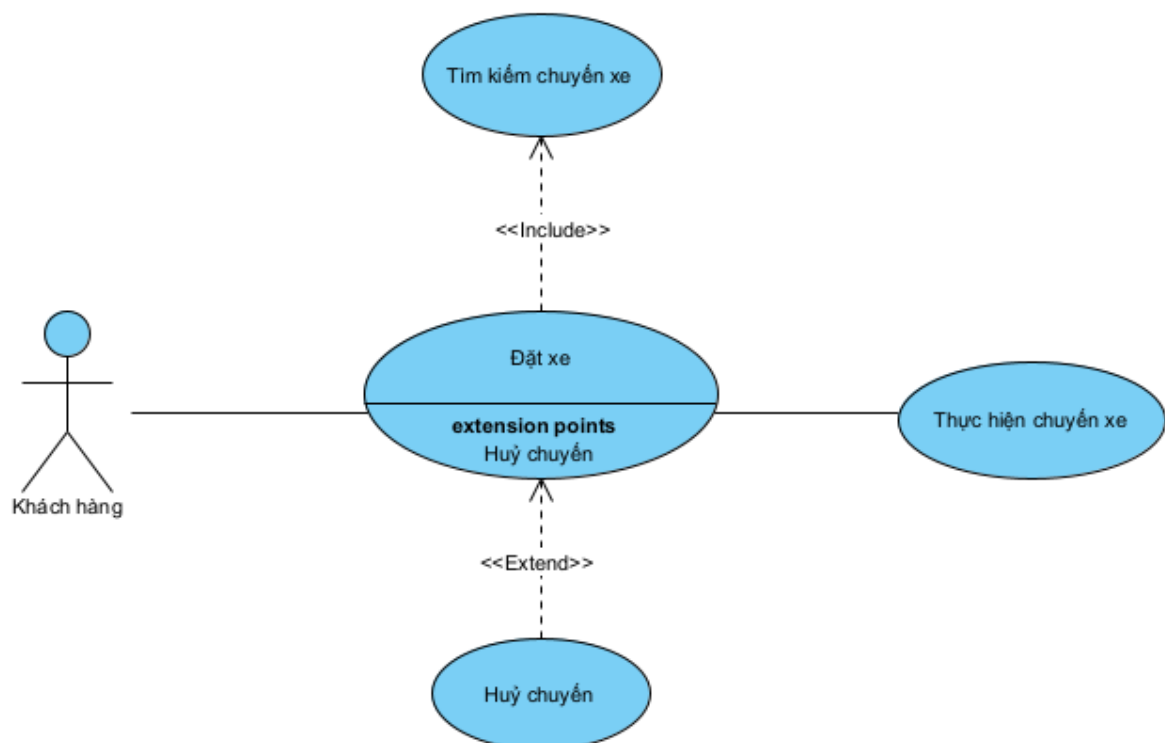 Tìm kiếm chuyến xe
<<Include>>
Đặt xe
extension points
Huỷ chuyến
Thực hiện chuyến xe
Khách hàng
<<Extend>>
Huỷ chuyến